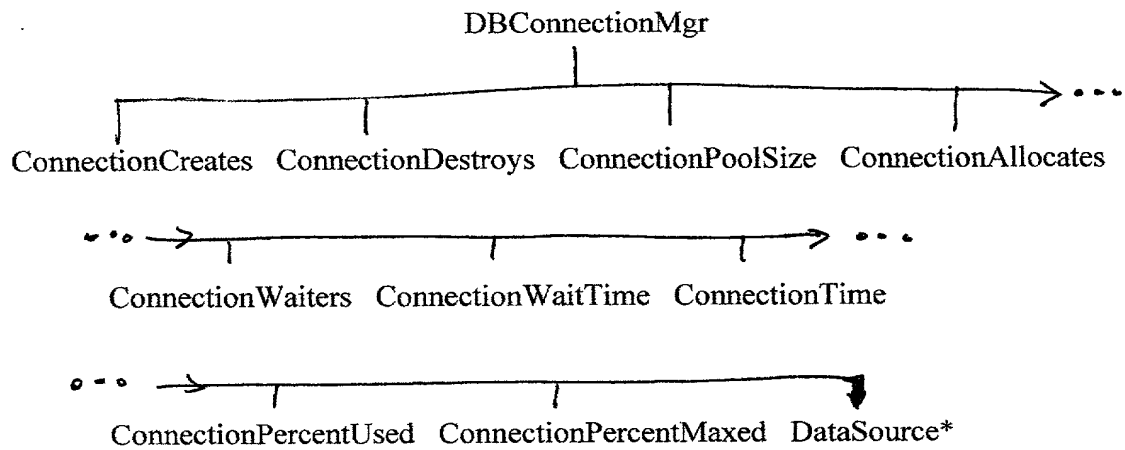 DBConnectionMgr
ConnectionCreates ConnectionDestroys ConnectionPoolSize ConnectionAllocates
ConnectionWaiters ConnectionWaitTime ConnectionTime
ConnectionPercentUsed ConnectionPercentMaxed DataSource*